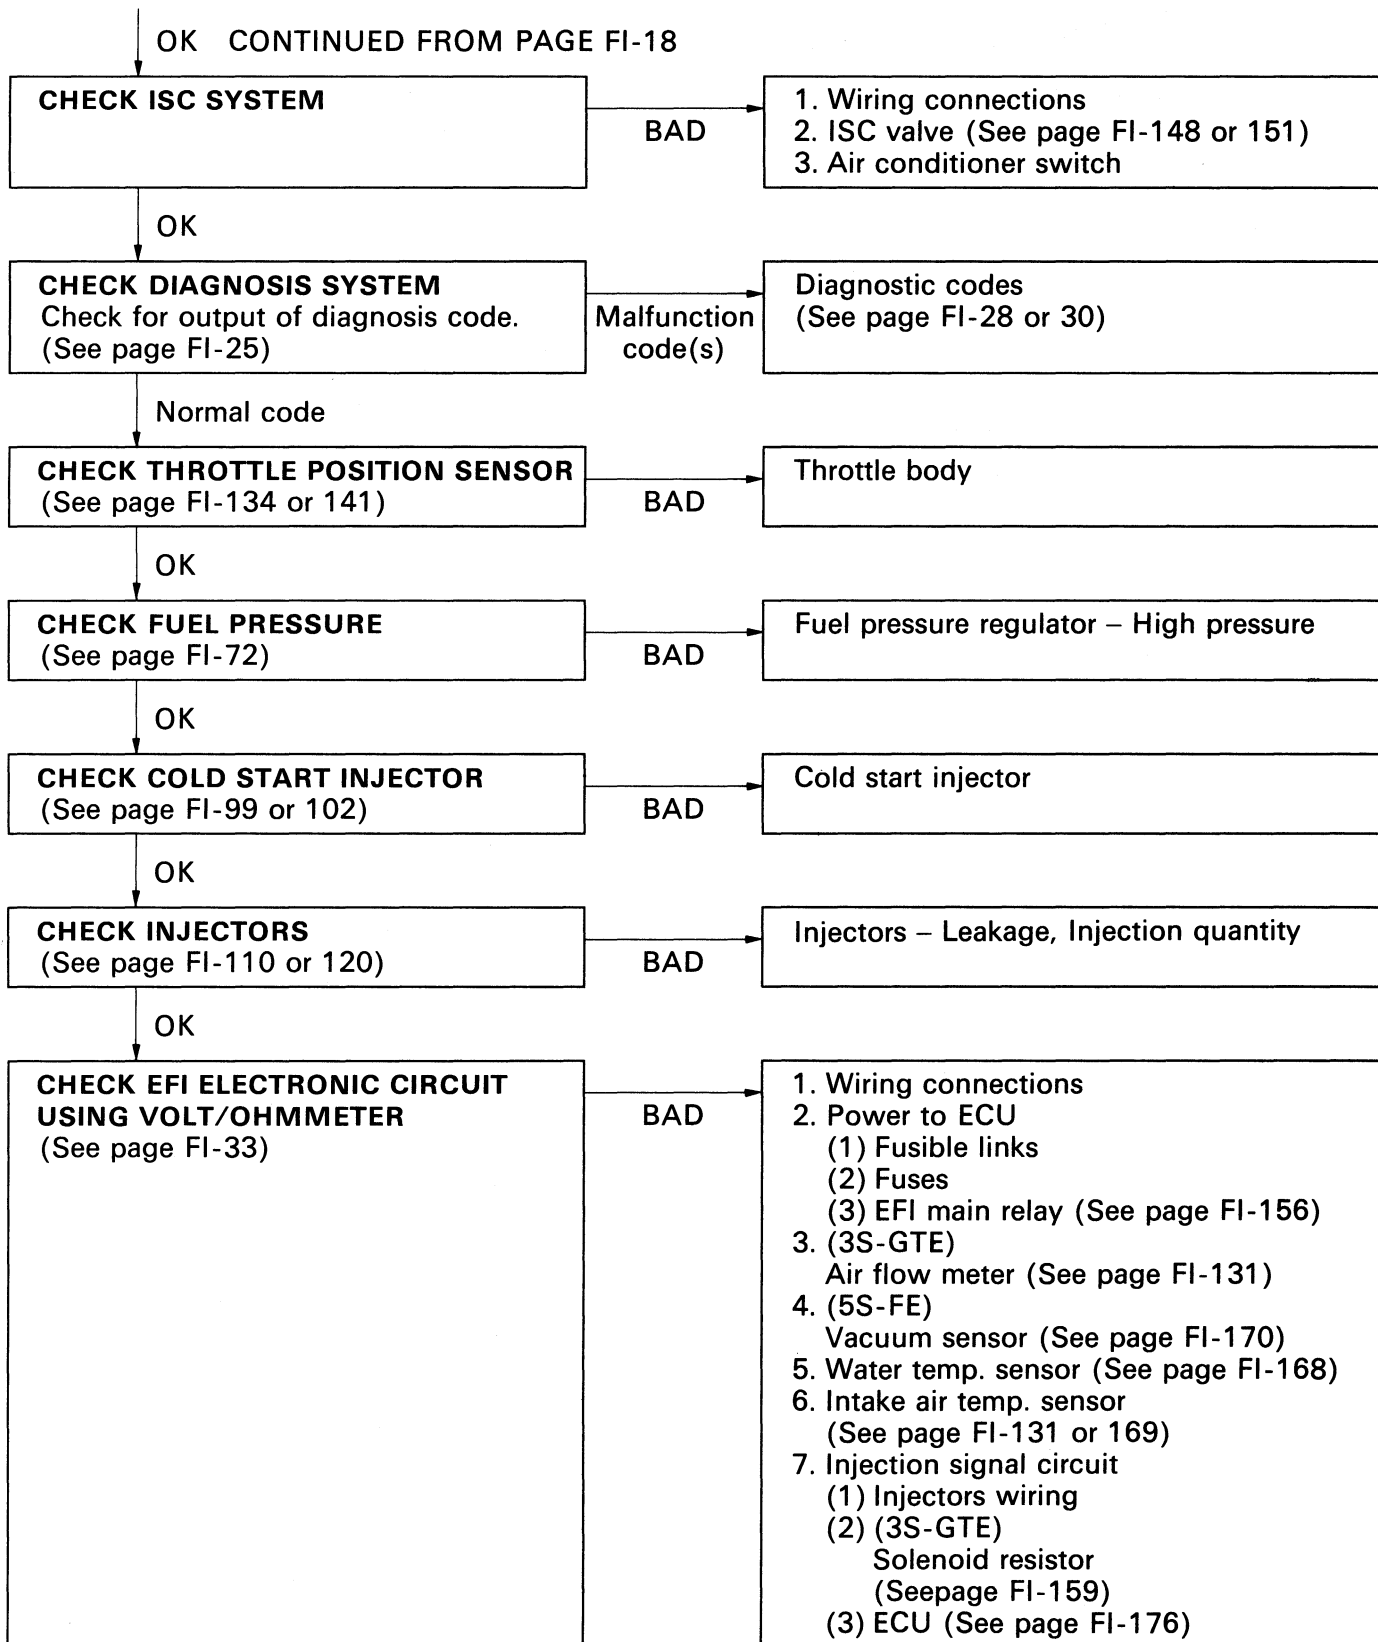 OK CONTINUED FROM PAGE FI-18
CHECK ISC SYSTEM
BAD
1. Wiring connections
2. ISC valve (See page FI-148 or 151)
3. Air conditioner switch
OK
CHECK DIAGNOSIS SYSTEM
Check for output of diagnosis code.
(See page FI-25)
Malfunction
code(s)
Diagnostic codes
(See page FI-28 or 30)
Normal code
CHECK THROTTLE POSITION SENSOR
(See page FI-134 or 141)
BAD
Throttle body
OK
CHECK FUEL PRESSURE
(See page FI-72)
BAD
Fuel pressure regulator – High pressure
OK
CHECK COLD START INJECTOR
(See page FI-99 or 102)
BAD
Cold start injector
OK
CHECK INJECTORS
(See page FI-110 or 120)
BAD
Injectors – Leakage, Injection quantity
OK
CHECK EFI ELECTRONIC CIRCUIT
USING VOLT/OHMMETER
(See page FI-33)
BAD
1. Wiring connections
2. Power to ECU
(1) Fusible links
(2) Fuses
(3) EFI main relay (See page FI-156)
3. (3S-GTE)
Air flow meter (See page FI-131)
4. (5S-FE)
Vacuum sensor (See page FI-170)
5. Water temp. sensor (See page FI-168)
6. Intake air temp. sensor
(See page FI-131 or 169)
7. Injection signal circuit
(1) Injectors wiring
(2) (3S-GTE)
Solenoid resistor
(Seepage FI-159)
(3) ECU (See page FI-176)